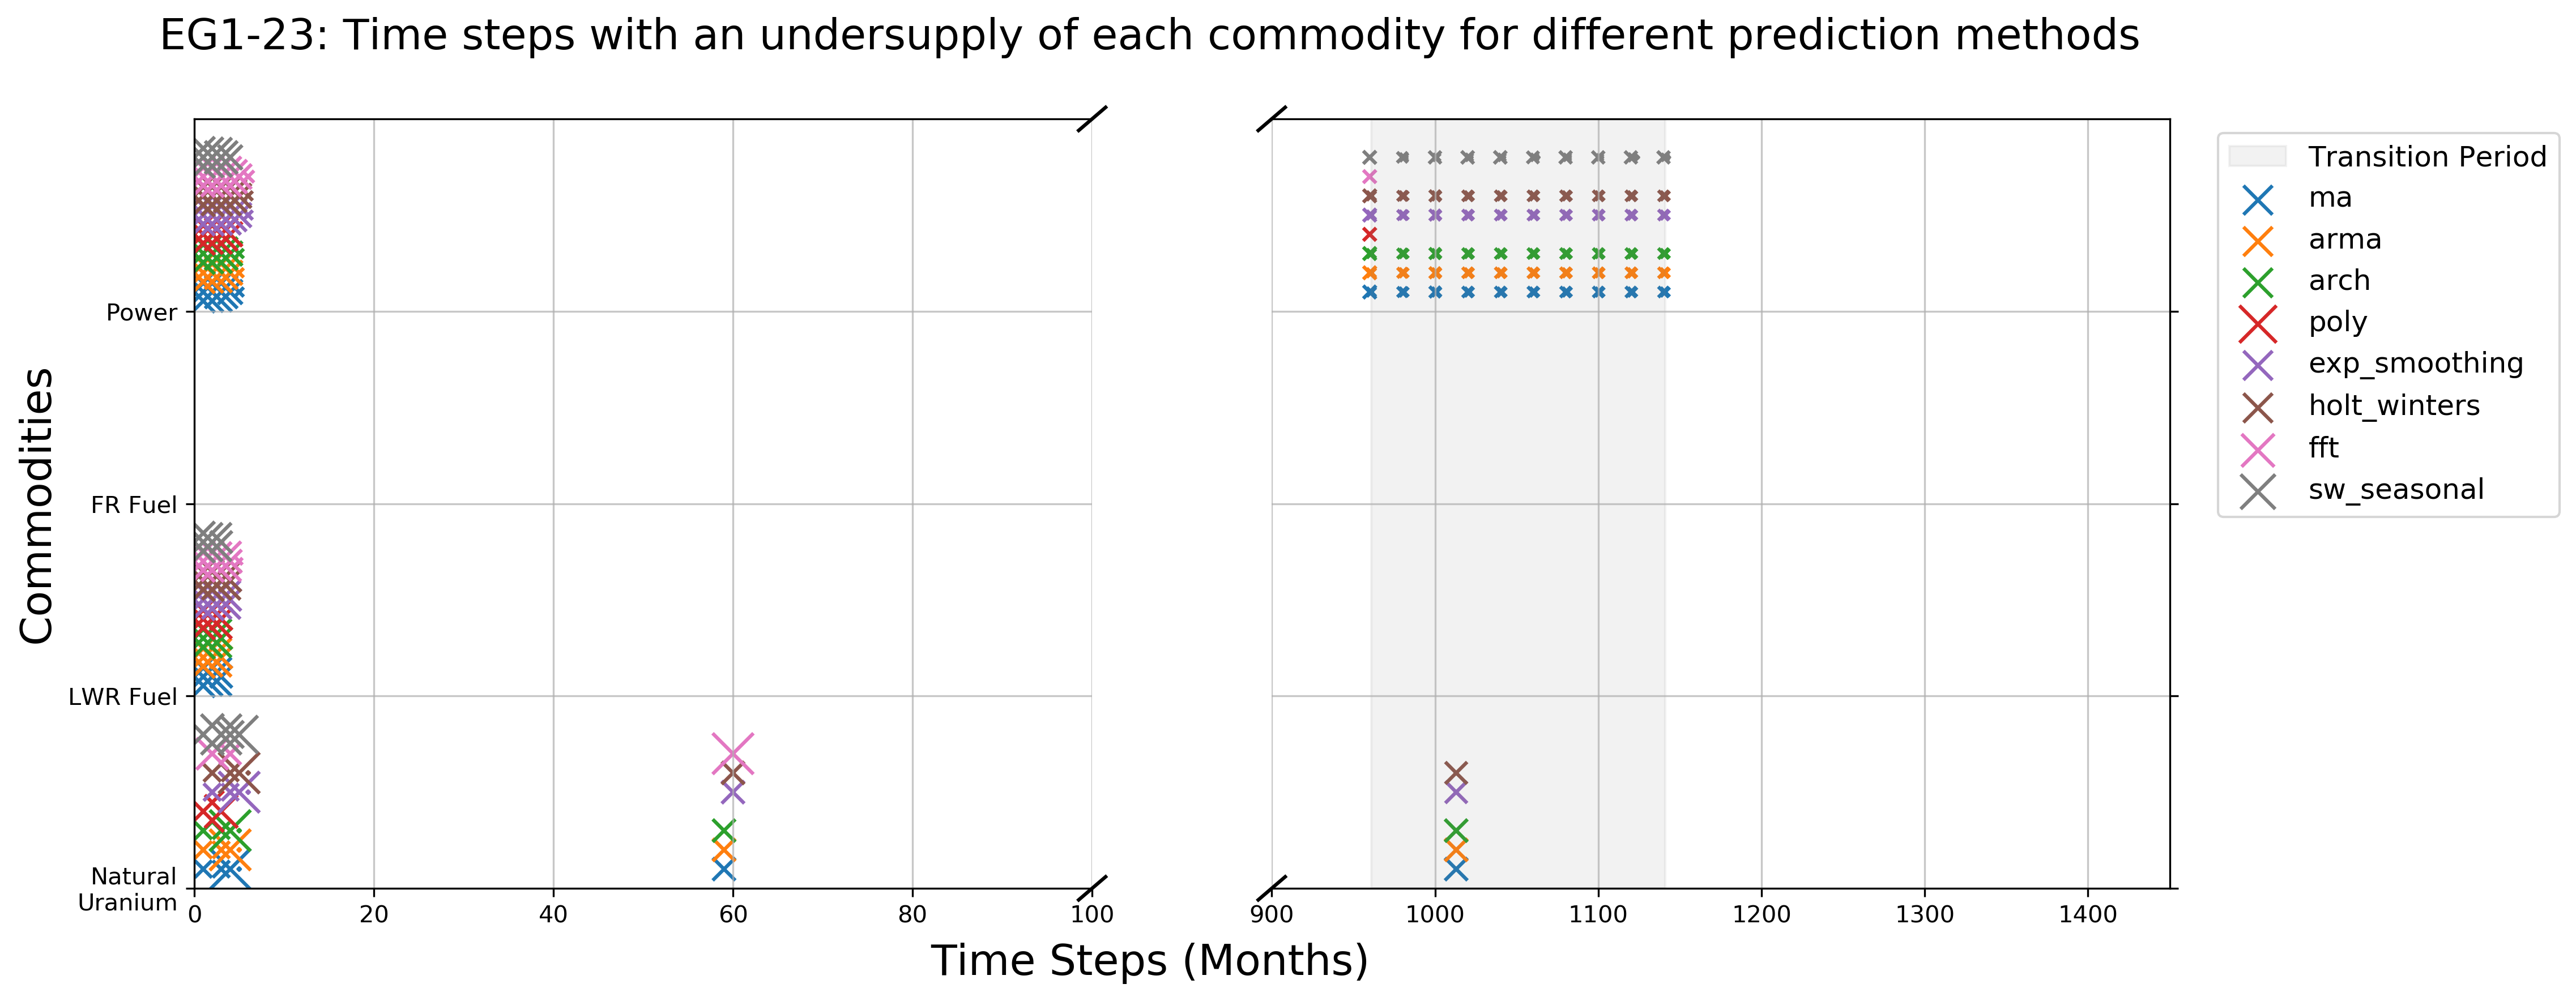 EG1-23: Time steps with an undersupply of each commodity for different prediction methods
Commodities
Power
FR Fuel
LWR Fuel
Natural
Uranium
0 20 40 60 80 100 900 1000 1100 1200 1300 1400
Time Steps (Months)
Transition Period
ma
arma
arch
poly
exp_smoothing
holt_winters
fft
sw_seasonal